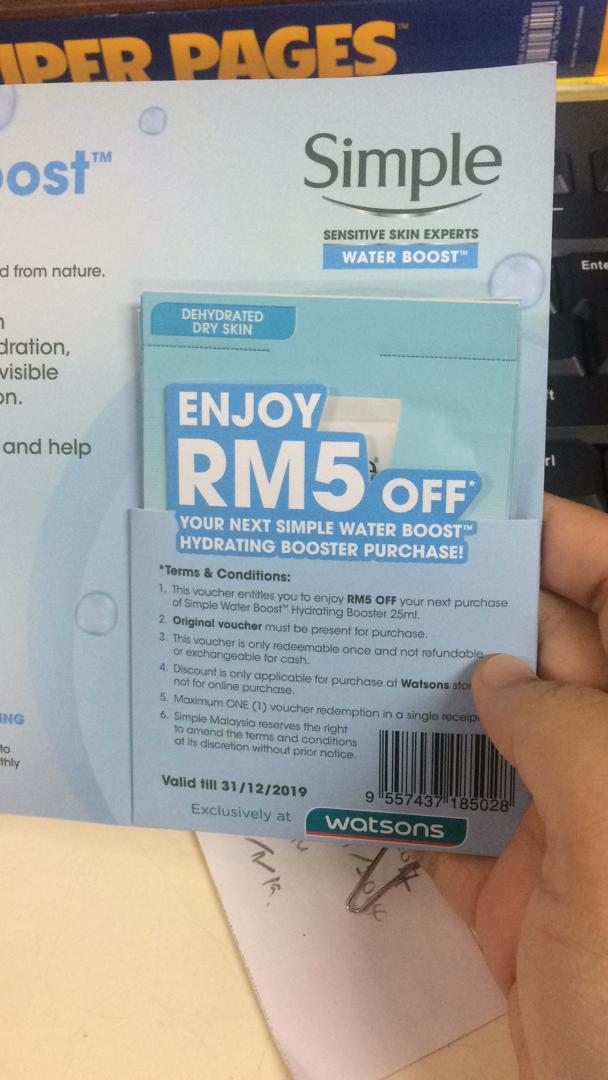 PER PAGES™
oost™
Simple
SENSITIVE SKIN EXPERTS
WATER BOOST™
d from nature.
dration,
visible
on.
and help
DEHYDRATED
DRY SKIN
ENJOY
RM5 OFF*
YOUR NEXT SIMPLE WATER BOOST™
HYDRATING BOOSTER PURCHASE!
*Terms & Conditions:
1. This voucher entitles you to enjoy RM5 OFF your next purchase
of Simple Water Boost™ Hydrating Booster 25ml.
2. Original voucher must be present for purchase.
3. This voucher is only redeemable once and not refundable
or exchangeable for cash.
4. Discount is only applicable for purchase at Watsons stor
not for online purchase.
5. Maximum ONE (1) voucher redemption in a single receip
6. Simple Malaysia reserves the right
to amend the terms and conditions
at its discretion without prior notice.
ING
to
thly
Valid till 31/12/2019
9 557437 185028
Exclusively at watsons
Ente